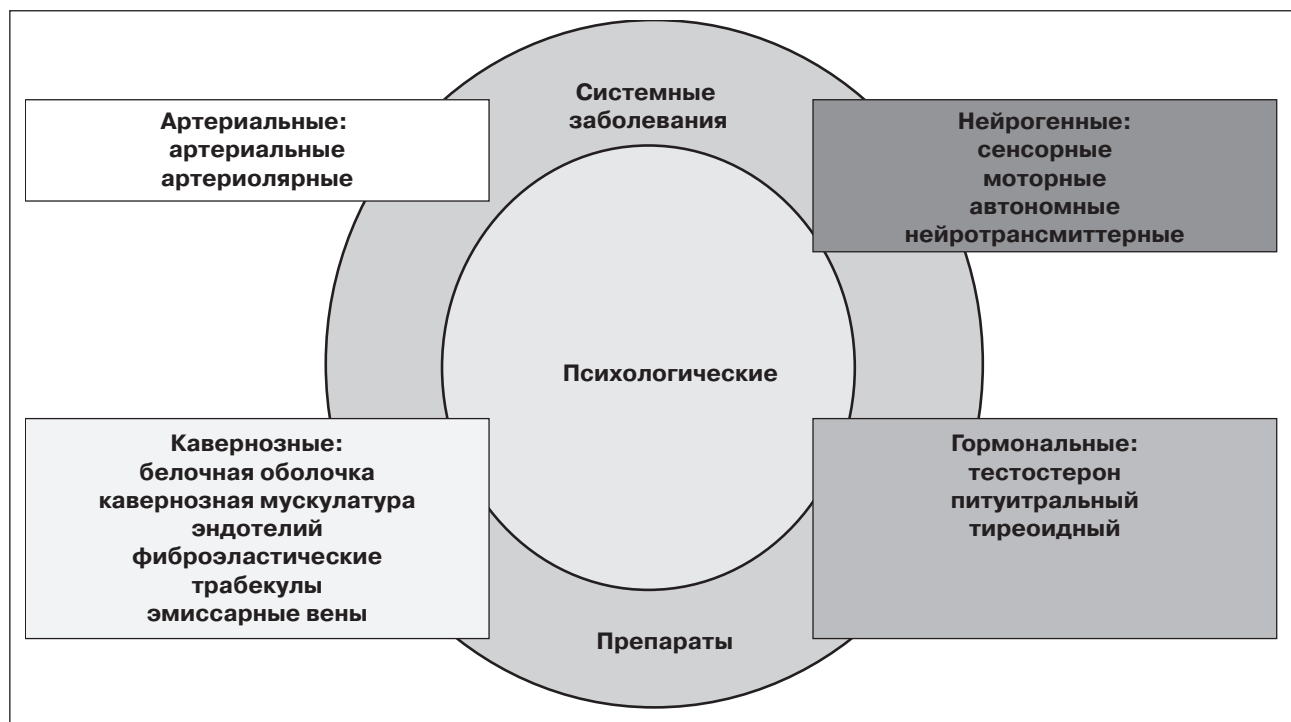 Системные
заболевания
Артериальные:
артериальные
артериолярные
Нейрогенные:
сенсорные
моторные
автономные
нейротрансмиттерные
Психологические
Кавернозные:
белочная оболочка
кавернозная мускулатура
эндотелий
фиброэластические
трабекулы
эмиссарные вены
Гормональные:
тестостерон
питуитральный
тиреоидный
Препараты